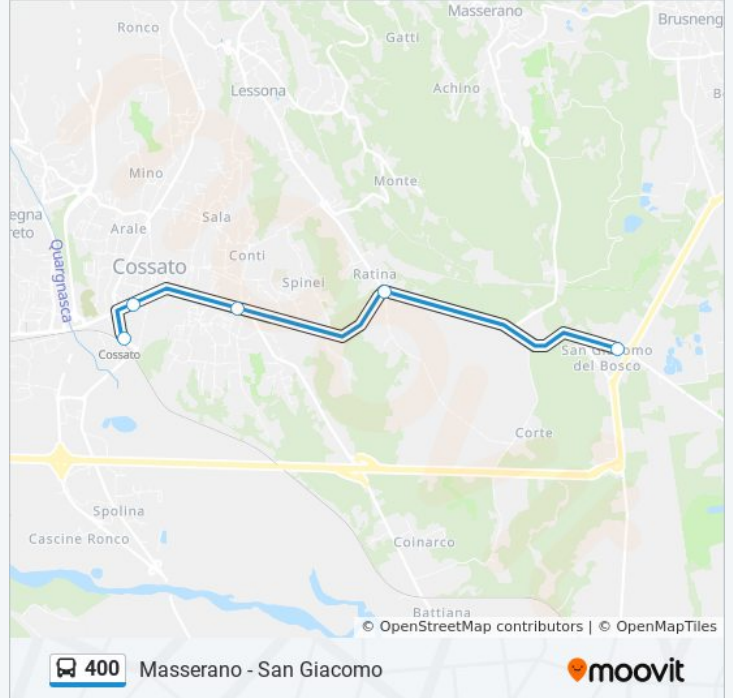 Masserano
Ronco
Brusneng
Gatti
Achino
Lessona
B
Mino
Monte
egna
reto
Sala
Arale
Conti
Quargnasca
Cossato
Spinei
Ratina
Cossato
San Giacomo
del Bosco
Corte
Spolina
Cascine Ronco
Coinarco
Battiana
© OpenStreetMap contributors | © OpenMapTiles
400 Masserano - San Giacomo
moovit